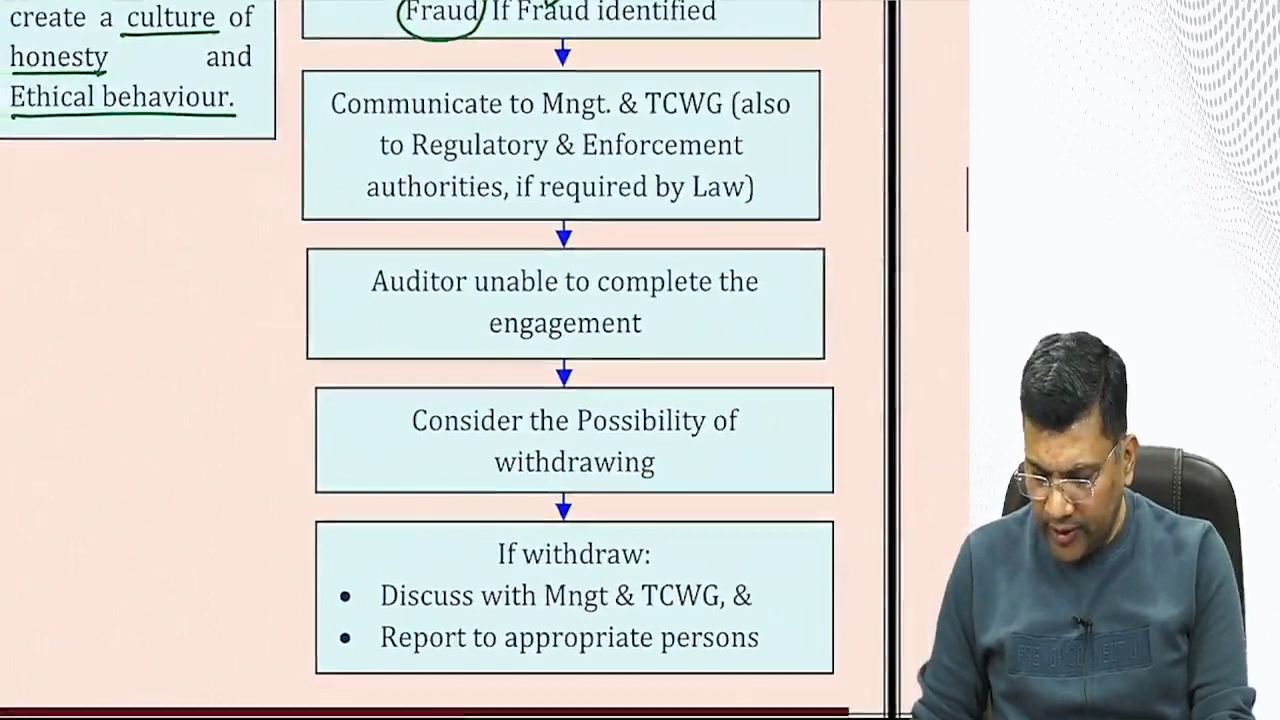 create a culture of
honesty and
Ethical behaviour.
Fraud If Fraud identified
Communicate to Mngt. & TCWG (also
to Regulatory & Enforcement
authorities, if required by Law)
Auditor unable to complete the
engagement
Consider the Possibility of
withdrawing
If withdraw:
• Discuss with Mngt & TCWG, &
• Report to appropriate persons